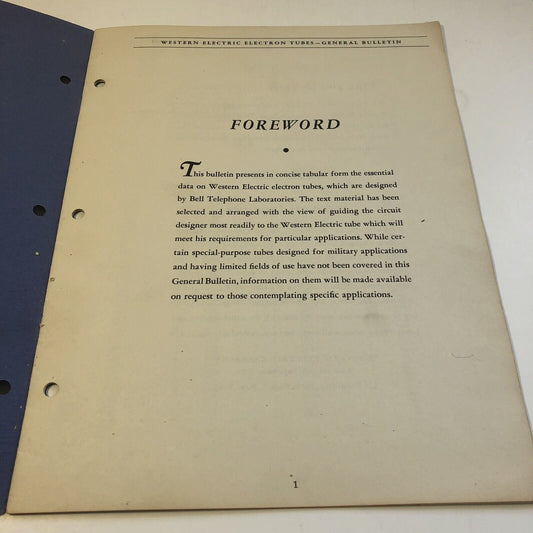 WESTERN ELECTRIC ELECTRON TUBES—GENERAL BULLETIN
FOREWORD
This bulletin presents in concise tabular form the essential
data on Western Electric electron tubes, which are designed
by Bell Telephone Laboratories. The text material has been
selected and arranged with the view of guiding the circuit
designer most readily to the Western Electric tube which will
meet his requirements for particular applications. While cer-
tain special-purpose tubes designed for military applications
and having limited fields of use have not been covered in this
General Bulletin, information on them will be made available
on request to those contemplating specific applications.
1